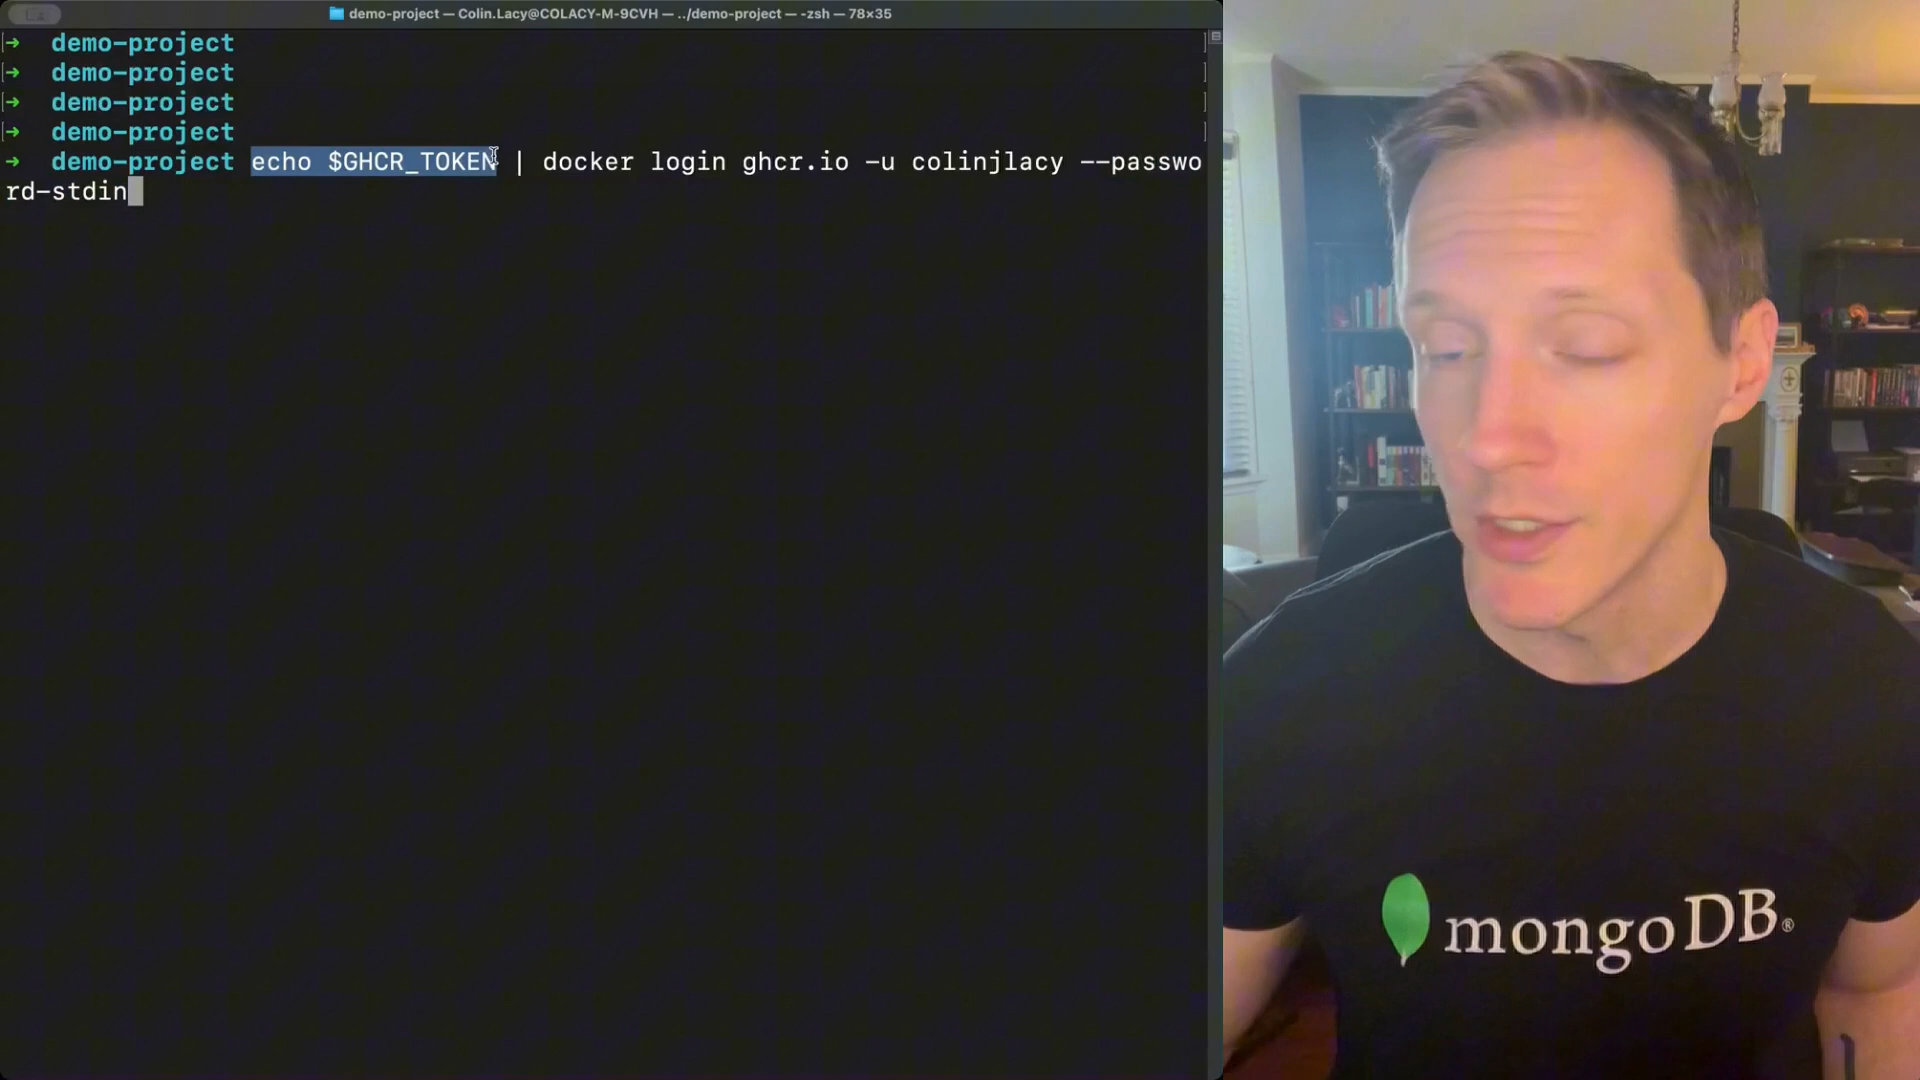 demo-project — Colin.Lacy@COLACY-M-9CVH — ../demo-project — -zsh — 78×35
→ demo-project
→ demo-project
→ demo-project
→ demo-project
→ demo-project echo $GHCR_TOKEN | docker login ghcr.io -u colinjlacy --passwo
rd-stdin
mongoDB®